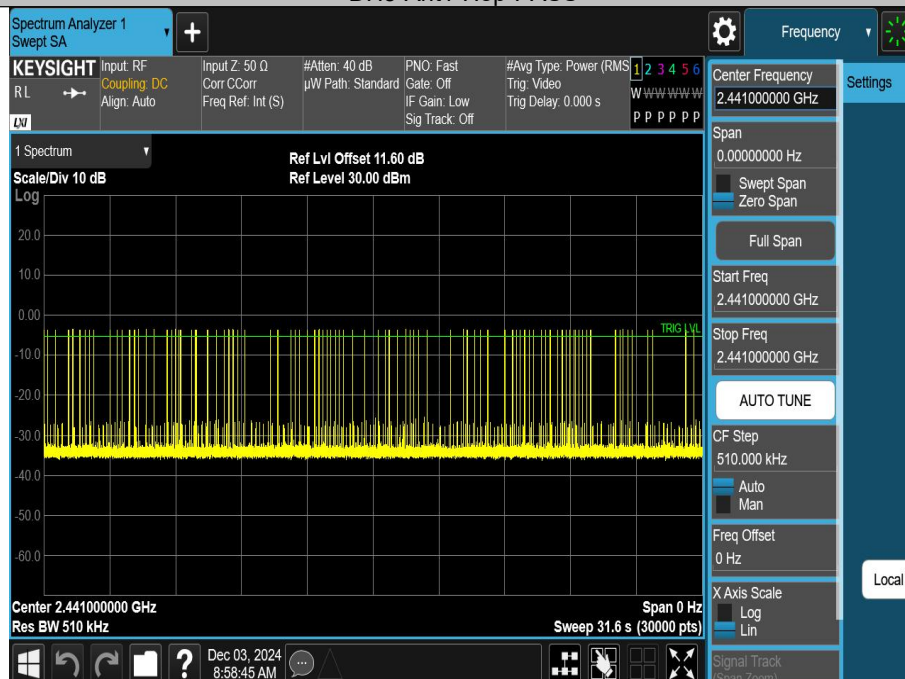 Spectrum Analyzer 1
Swept SA
Frequency
KEYSIGHT
RL
LXI
Input: RF
Coupling: DC
Align: Auto
Input Z: 50 Ω
Corr CCorr
Freq Ref: Int (S)
#Atten: 40 dB
µW Path: Standard
PNO: Fast
Gate: Off
IF Gain: Low
Sig Track: Off
#Avg Type: Power (RMS
Trig: Video
Trig Delay: 0.000 s
1 2 3 4 5 6
W W W W W W
P P P P P P
Center Frequency
2.441000000 GHz
Settings
Span
0.00000000 Hz
Swept Span
Zero Span
Full Span
Start Freq
2.441000000 GHz
Stop Freq
2.441000000 GHz
AUTO TUNE
CF Step
510.000 kHz
Auto
Man
Freq Offset
0 Hz
X Axis Scale
Log
Lin
Signal Track
(Span Zoom)
Local
1 Spectrum
Scale/Div 10 dB
Ref Lvl Offset 11.60 dB
Ref Level 30.00 dBm
Log
20.0
10.0
0.00
TRIG LVL
-10.0
-20.0
-30.0
-40.0
-50.0
-60.0
Center 2.441000000 GHz
Span 0 Hz
Res BW 510 kHz
Sweep 31.6 s (30000 pts)
?
Dec 03, 2024
8:58:45 AM